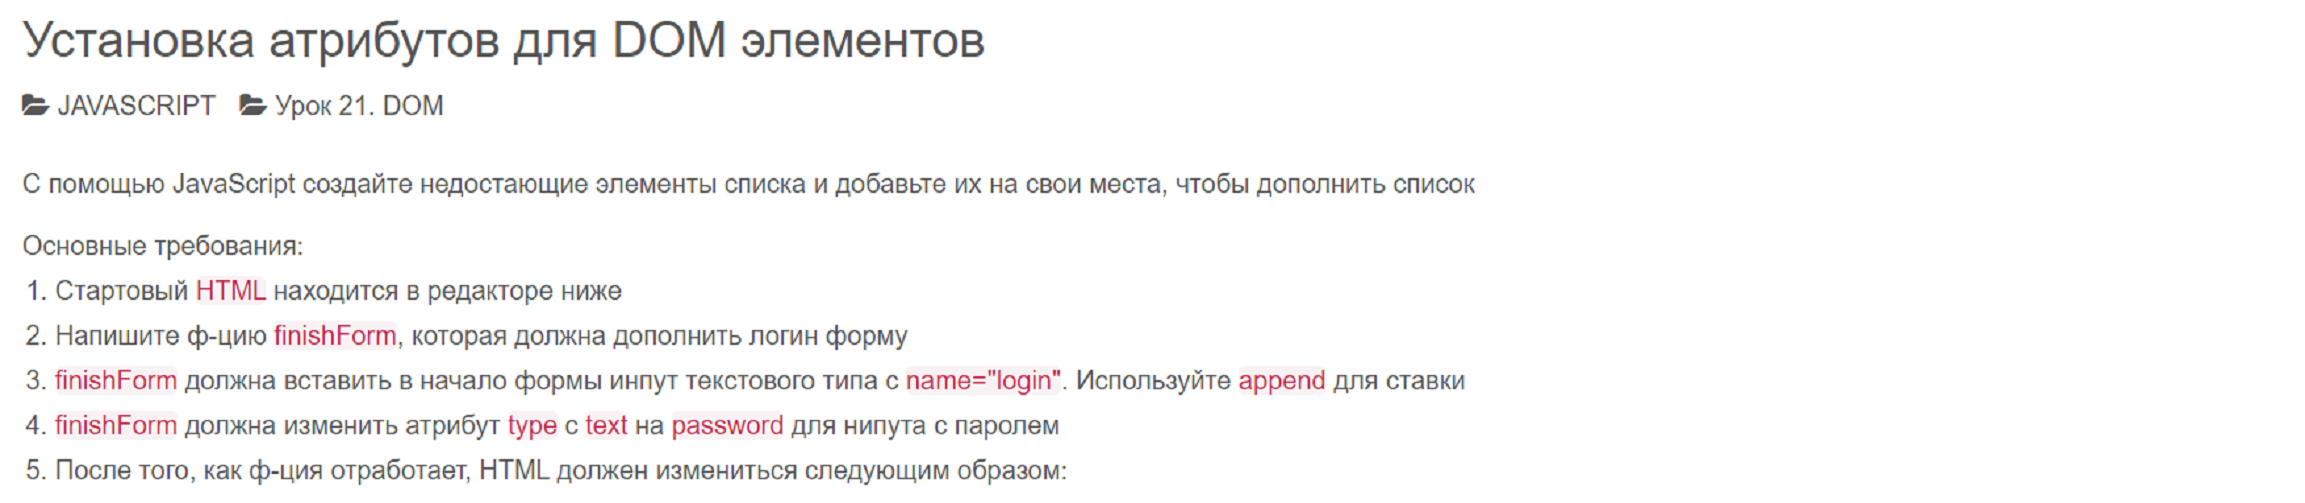 Установка атрибутов для DOM элементов
JAVASCRIPT Урок 21. DOM
С помощью JavaScript создайте недостающие элементы списка и добавьте их на свои места, чтобы дополнить список
Основные требования:
1. Стартовый HTML находится в редакторе ниже
2. Напишите ф-цию finishForm, которая должна дополнить логин форму
3. finishForm должна вставить в начало формы инпут текстового типа с name="login". Используйте append для ставки
4. finishForm должна изменить атрибут type с text на password для нипута с паролем
5. После того, как ф-ция отработает, HTML должен измениться следующим образом: